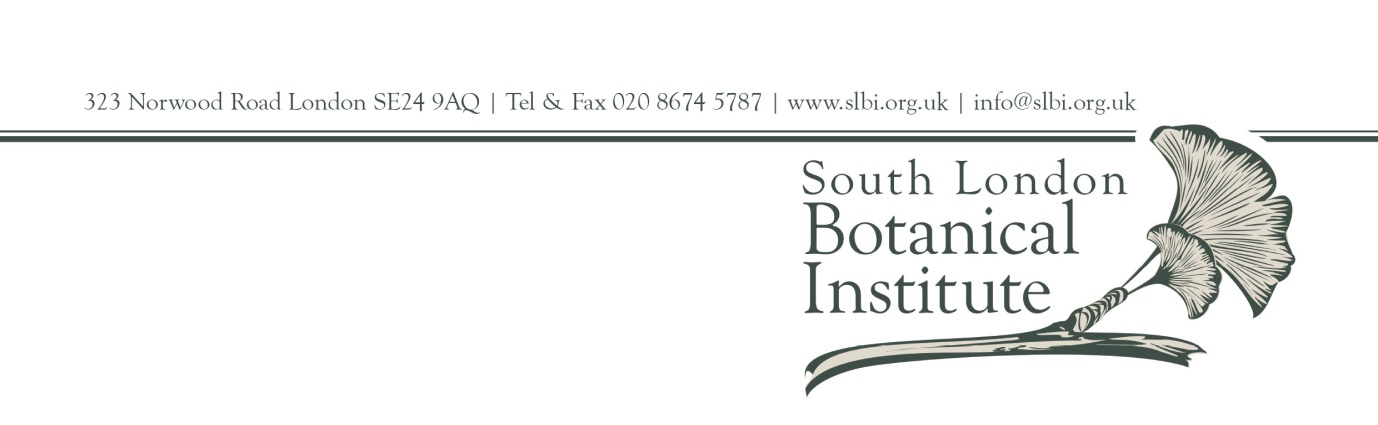 323 Norwood Road London SE24 9AQ | Tel & Fax 020 8674 5787 | www.slbi.org.uk | info@slbi.org.uk
South London
Botanical
Institute